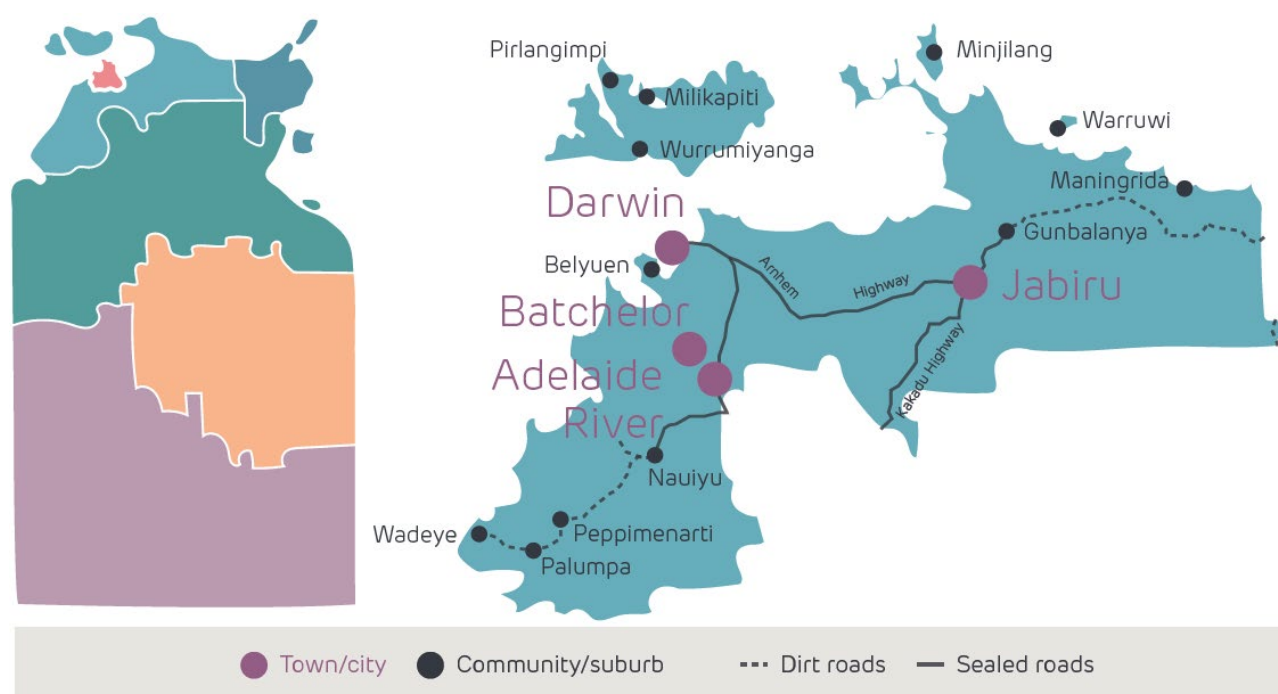 Pirlangimpi
Minjilang
Milikapiti
Warruwi
Wurrumiyanga
Maningrida
Darwin
Gunbalanya
Belyuen
Arnhem
Highway
Jabiru
Batchelor
Kakadu Highway
Adelaide
River
Nauiyu
Wadeye
Peppimenarti
Palumpa
Town/city
Community/suburb
Dirt roads
Sealed roads